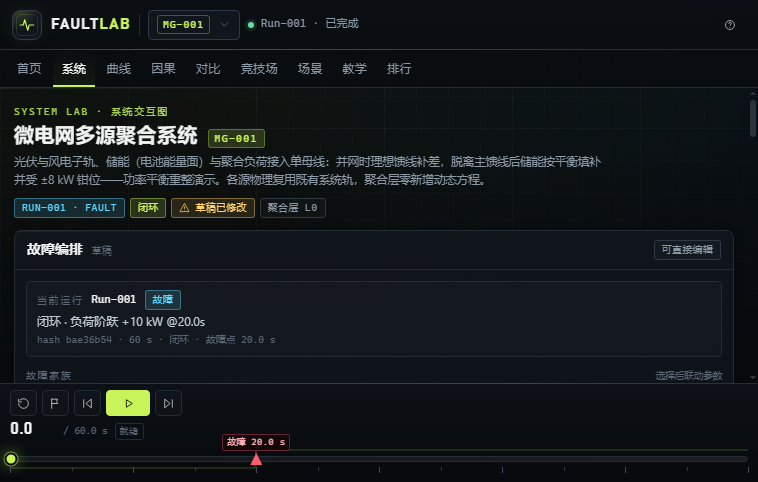 FAULTLAB MG-001 Run-001 · 已完成
首页 系统 曲线 因果 对比 竞技场 场景 教学 排行
SYSTEM LAB · 系统交互图
微电网多源聚合系统 MG-001
光伏与风电子轨、储能（电池能量面）与聚合负荷接入单母线：并网时理想馈线补差，脱离主馈线后储能按平衡填补
并受 ±8 kW 钳位——功率平衡重整演示。各源物理复用既有系统轨，聚合层零新增动态方程。
RUN-001 · FAULT 闭环 ⚠ 草稿已修改 聚合层 L0
故障编排 草稿 可直接编辑
当前运行 Run-001 故障
闭环 · 负荷阶跃 +10 kW @20.0s
hash bae36b54 · 60 s · 闭环 · 故障点 20.0 s
故障家族 选择后联动参数
0.0 / 60.0 s 就绪
故障 20.0 s